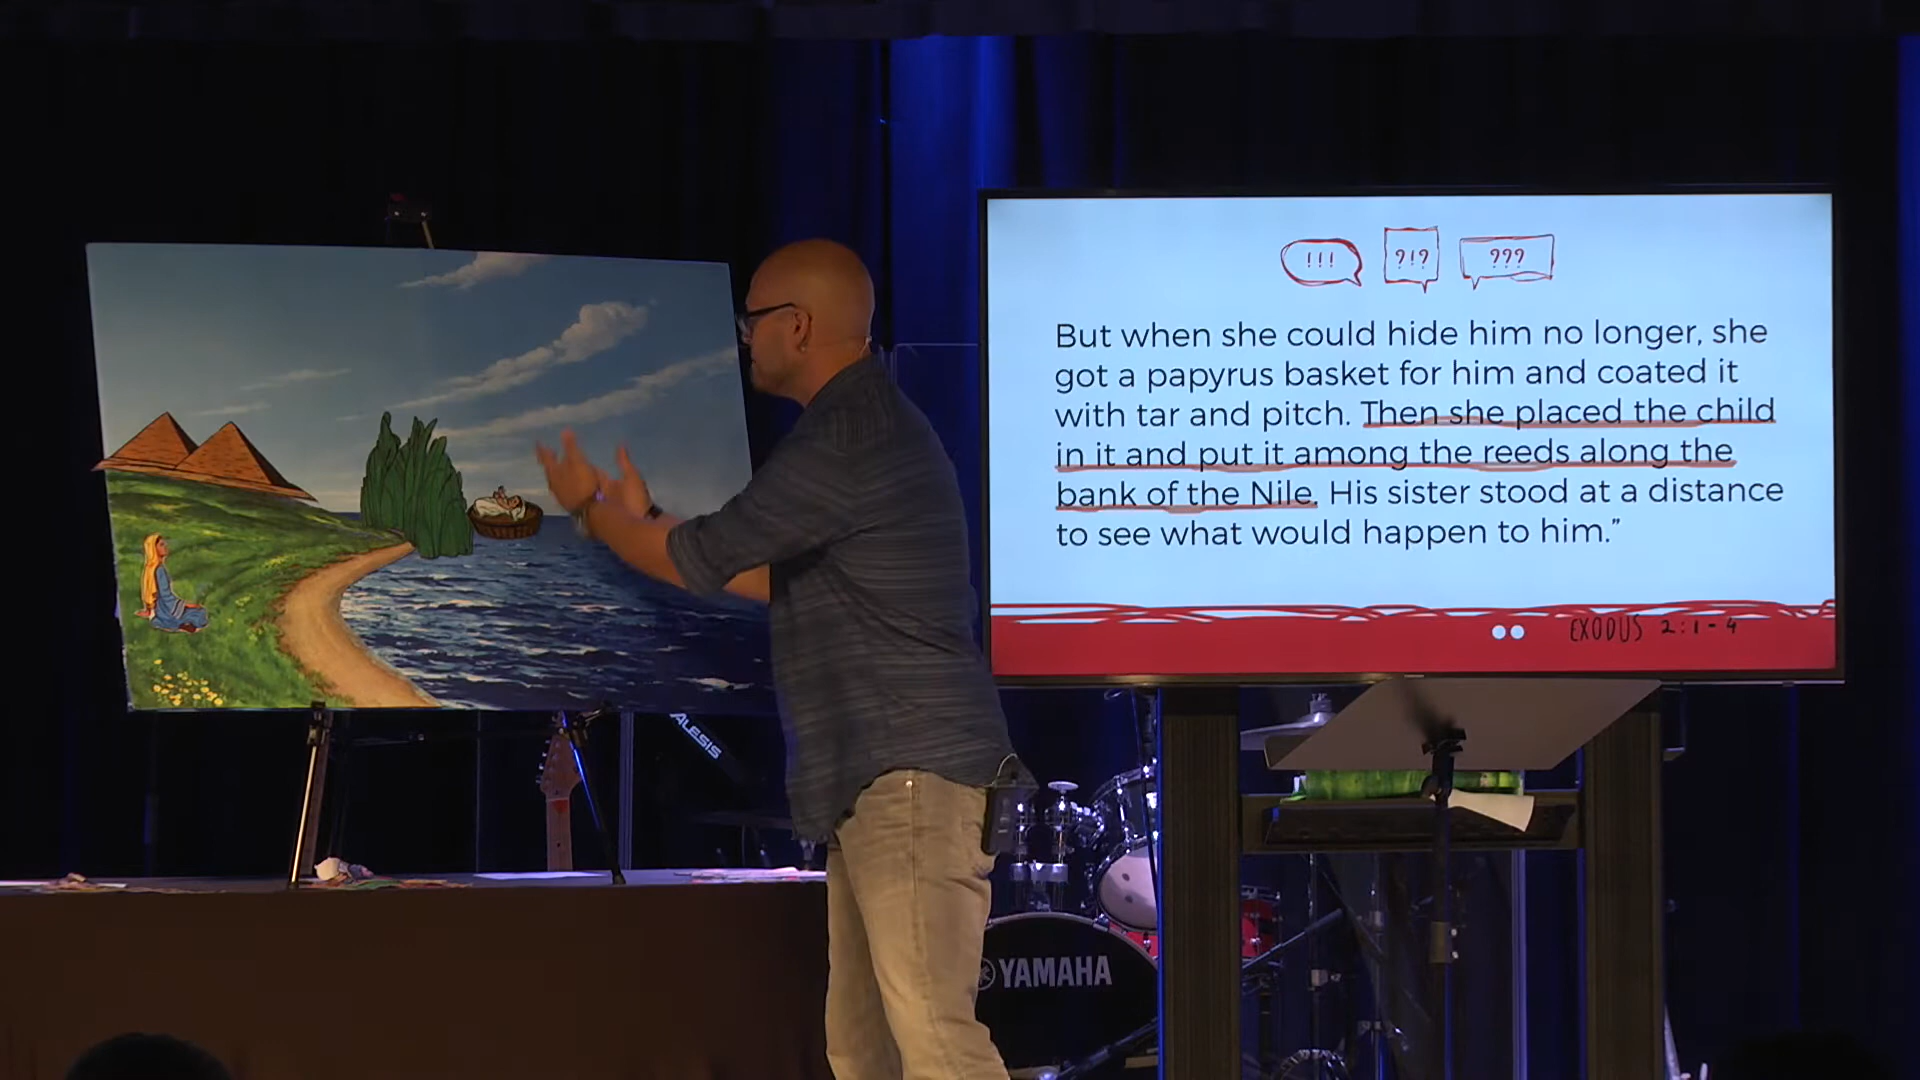 !!! ?!? ???
But when she could hide him no longer, she
got a papyrus basket for him and coated it
with tar and pitch. Then she placed the child
in it and put it among the reeds along the
bank of the Nile. His sister stood at a distance
to see what would happen to him.”
EXODUS 2:1-4
ALESIS
YAMAHA